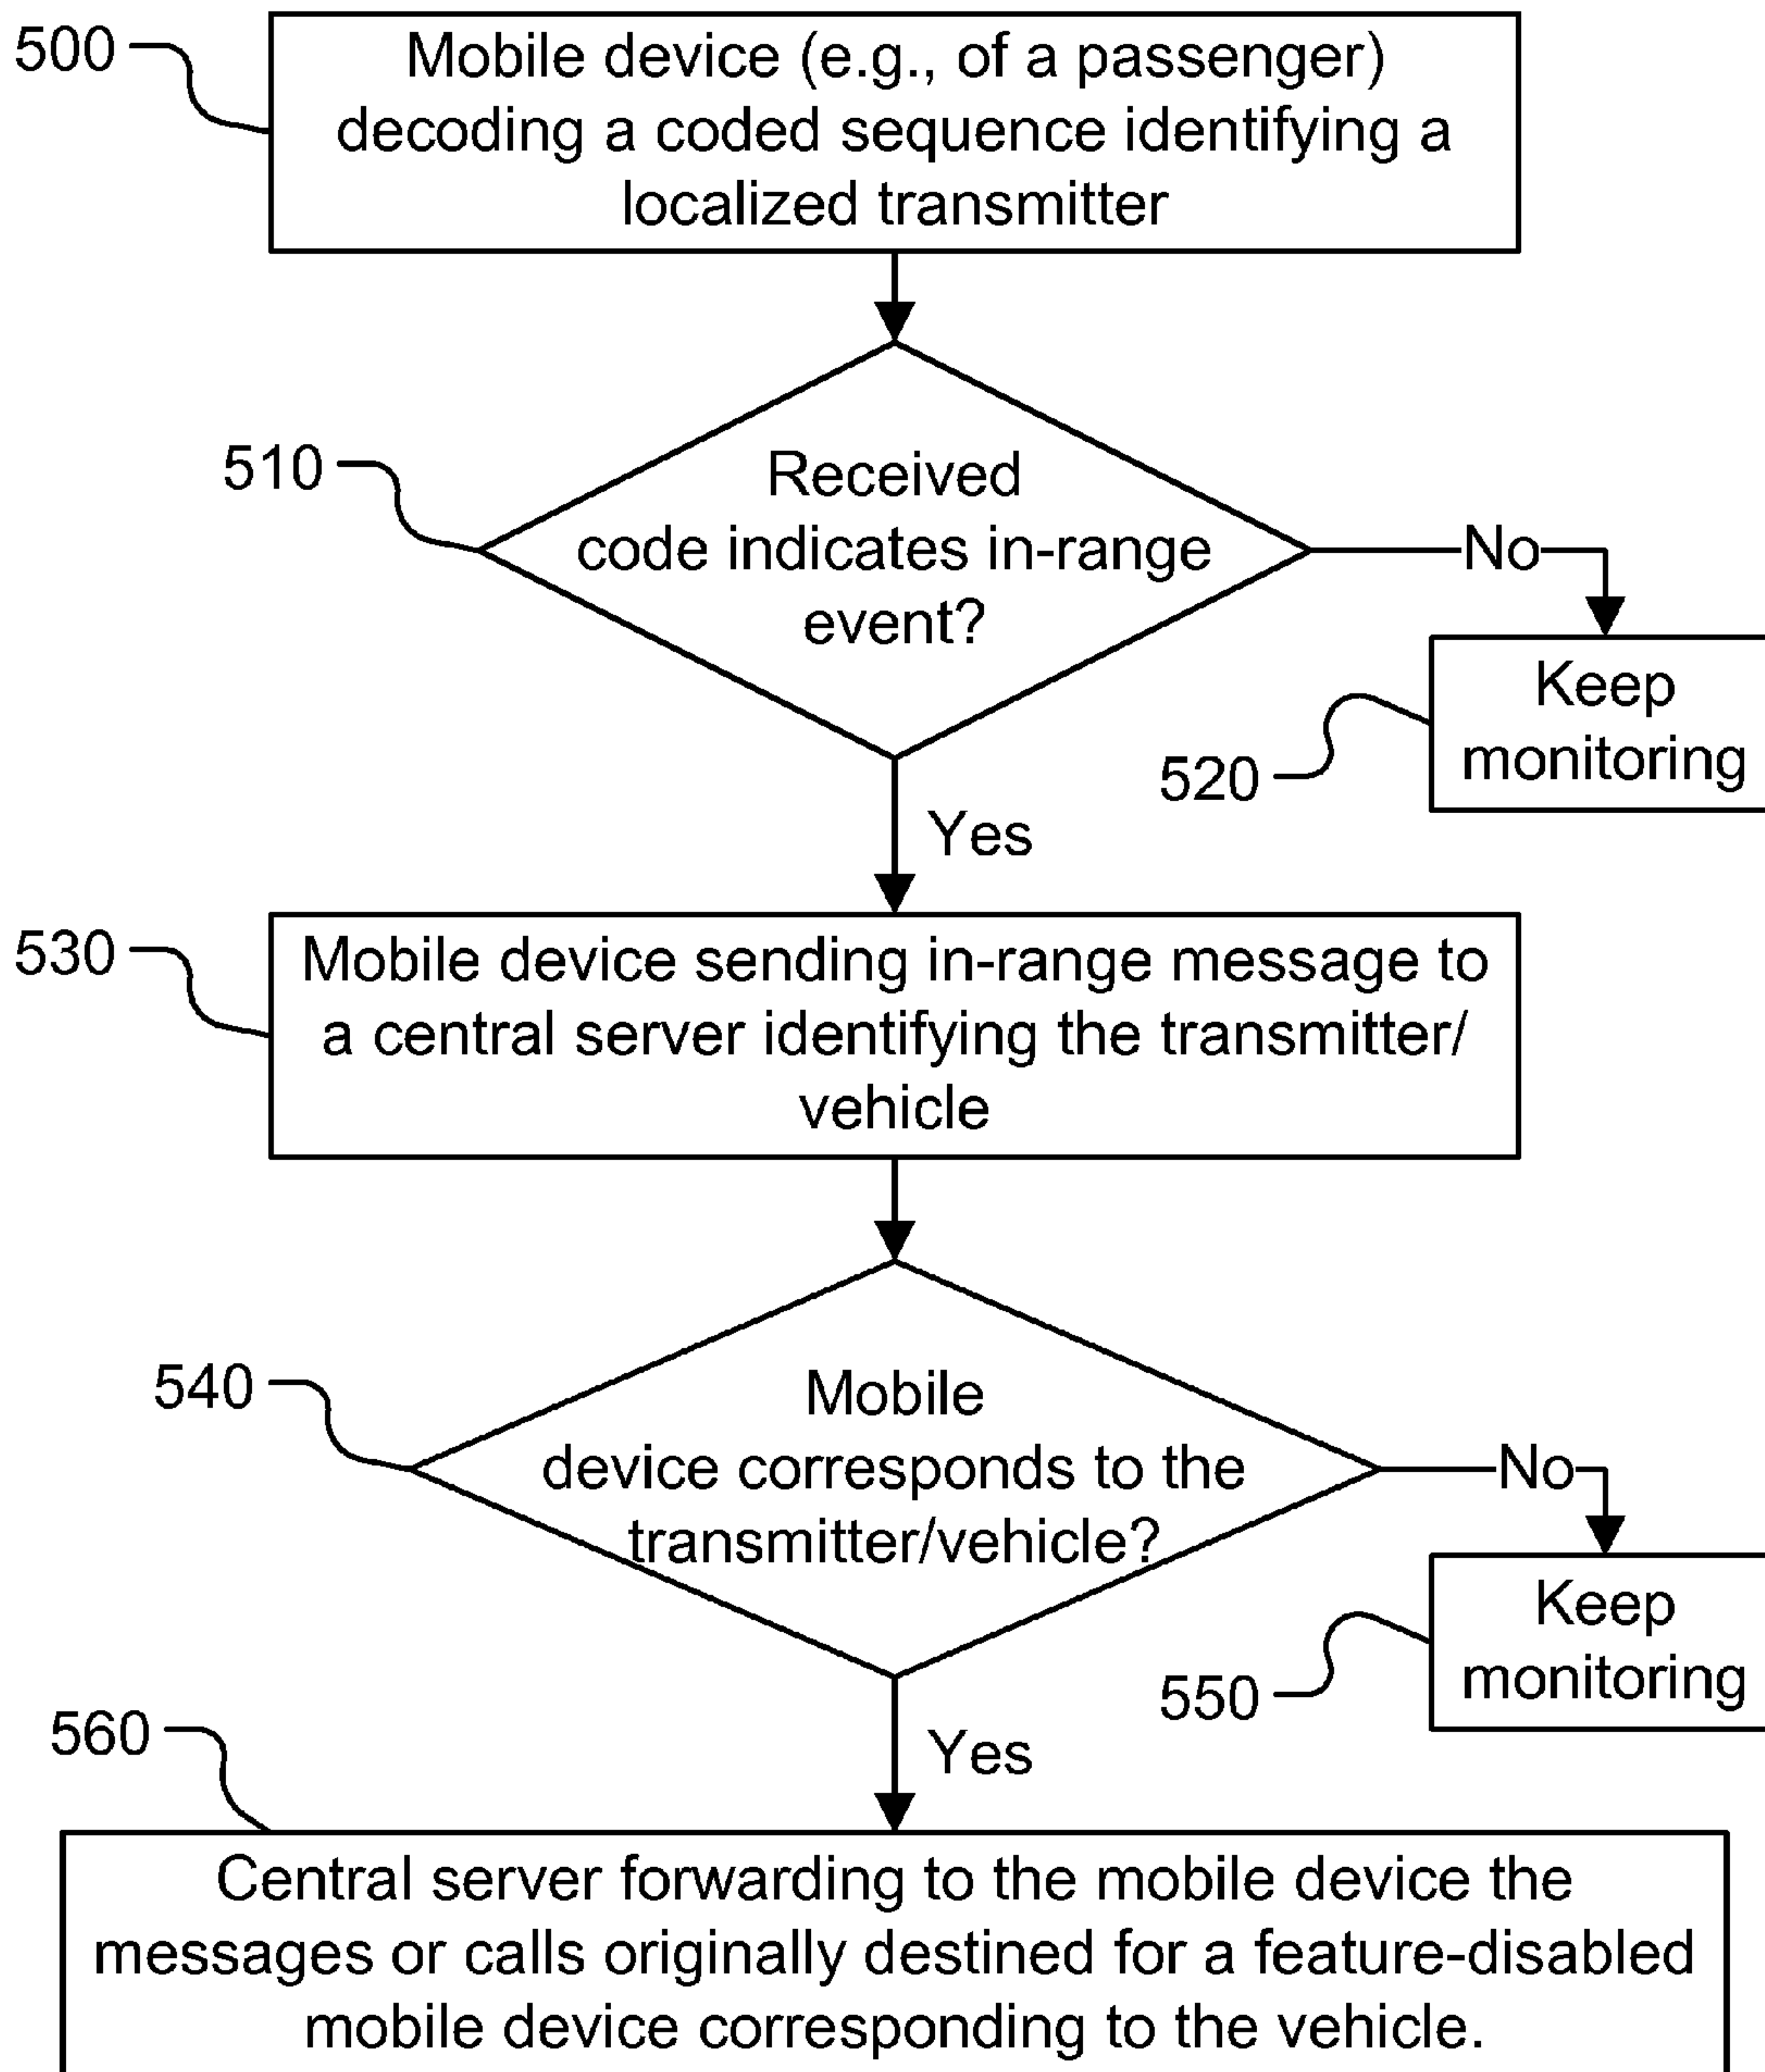 500
Mobile device (e.g., of a passenger)
decoding a coded sequence identifying a
localized transmitter
510
Received
code indicates in-range
event?
No
Keep
monitoring
520
Yes
530
Mobile device sending in-range message to
a central server identifying the transmitter/
vehicle
540
Mobile
device corresponds to the
transmitter/vehicle?
No
Keep
monitoring
550
Yes
560
Central server forwarding to the mobile device the
messages or calls originally destined for a feature-disabled
mobile device corresponding to the vehicle.